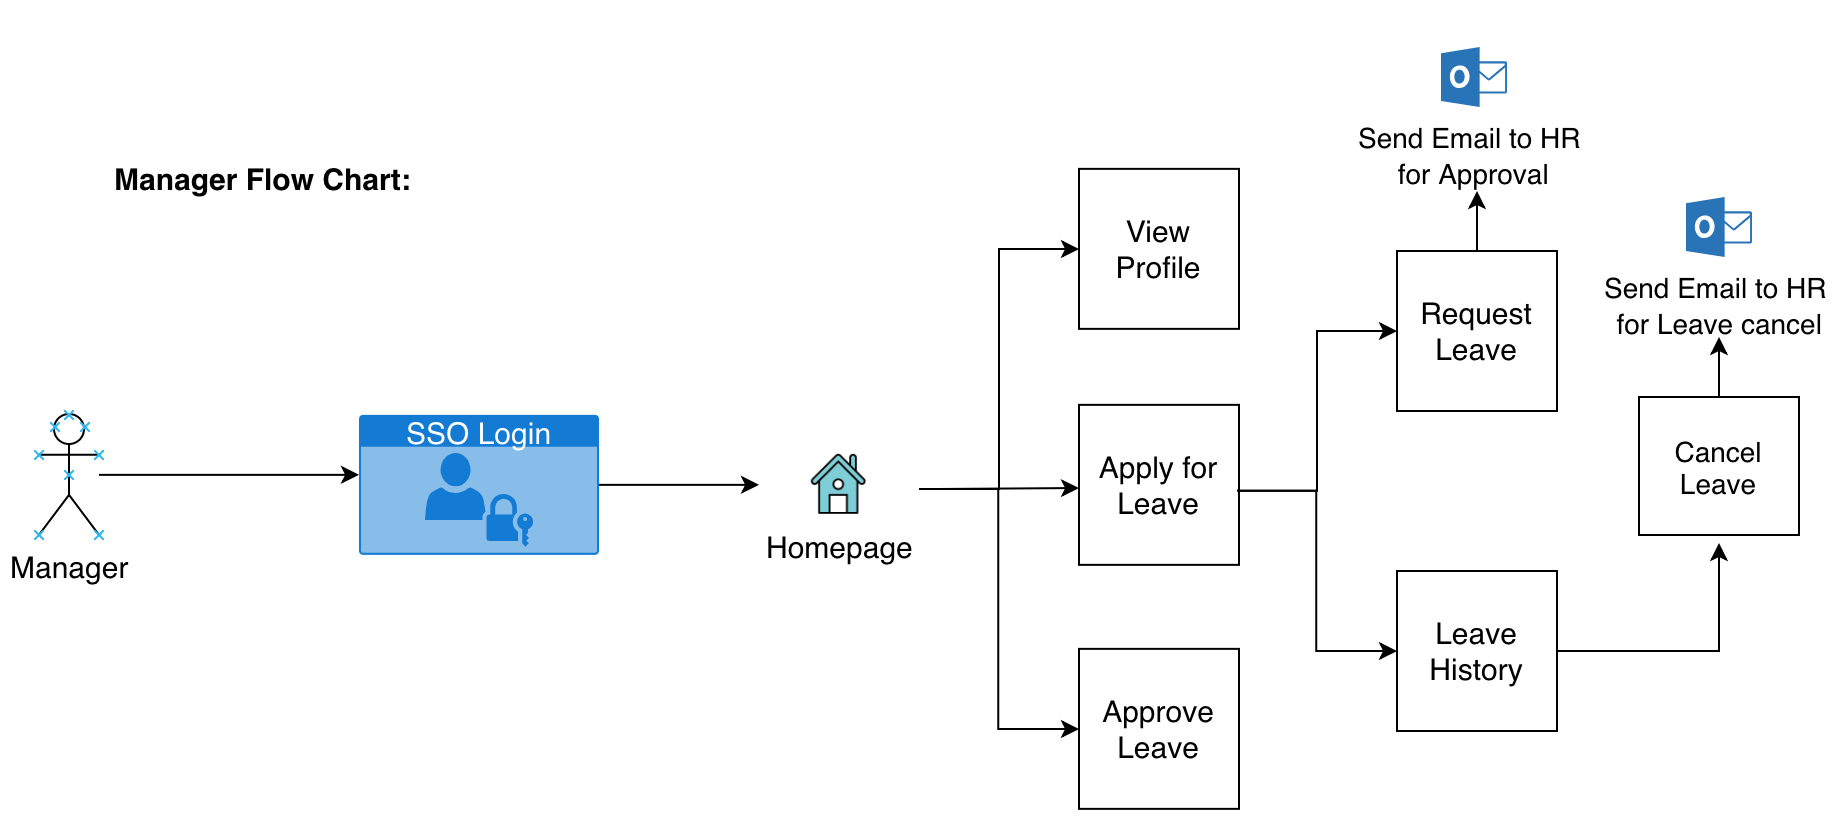 Manager Flow Chart:
Manager
SSO Login
Homepage
View
Profile
Apply for
Leave
Approve
Leave
O
Send Email to HR
for Approval
Request
Leave
Leave
History
O
Send Email to HR
for Leave cancel
Cancel
Leave